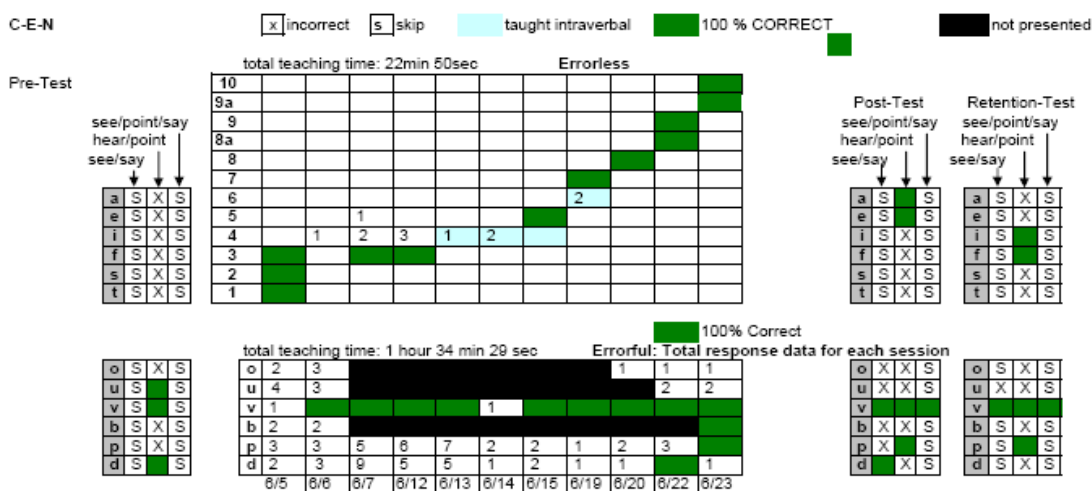 C-E-N x incorrect s skip taught intraverbal 100 % CORRECT not presented
total teaching time: 22min 50sec Errorless
Pre-Test 10
9a
9 Post-Test Retention-Test
see/point/say 8a see/point/say see/point/say
hear/point 8 hear/point hear/point
see/say 7 see/say see/say
a S X S 6 2 a S S a S X S
e S X S 5 1 e S S e S X S
i S X S 4 1 2 3 1 2 i S X S i S S
f S X S 3 f S X S f S S
s S X S 2 s S X S s S X S
t S X S 1 t S X S t S X S
100% Correct
total teaching time: 1 hour 34 min 29 sec Errorful: Total response data for each session
o S X S o 2 3 1 1 1 o X X S o S X S
u S S u 4 3 2 2 u X X S u X X S
v S S v 1 1 v v
b S X S b 2 2 b X X S b S X S
p S X S p 3 3 5 6 7 2 2 1 2 3 p X S p S S
d S S d 2 3 9 5 5 1 2 1 1 1 d X S d S X S
6/5 6/6 6/7 6/12 6/13 6/14 6/15 6/19 6/20 6/22 6/23